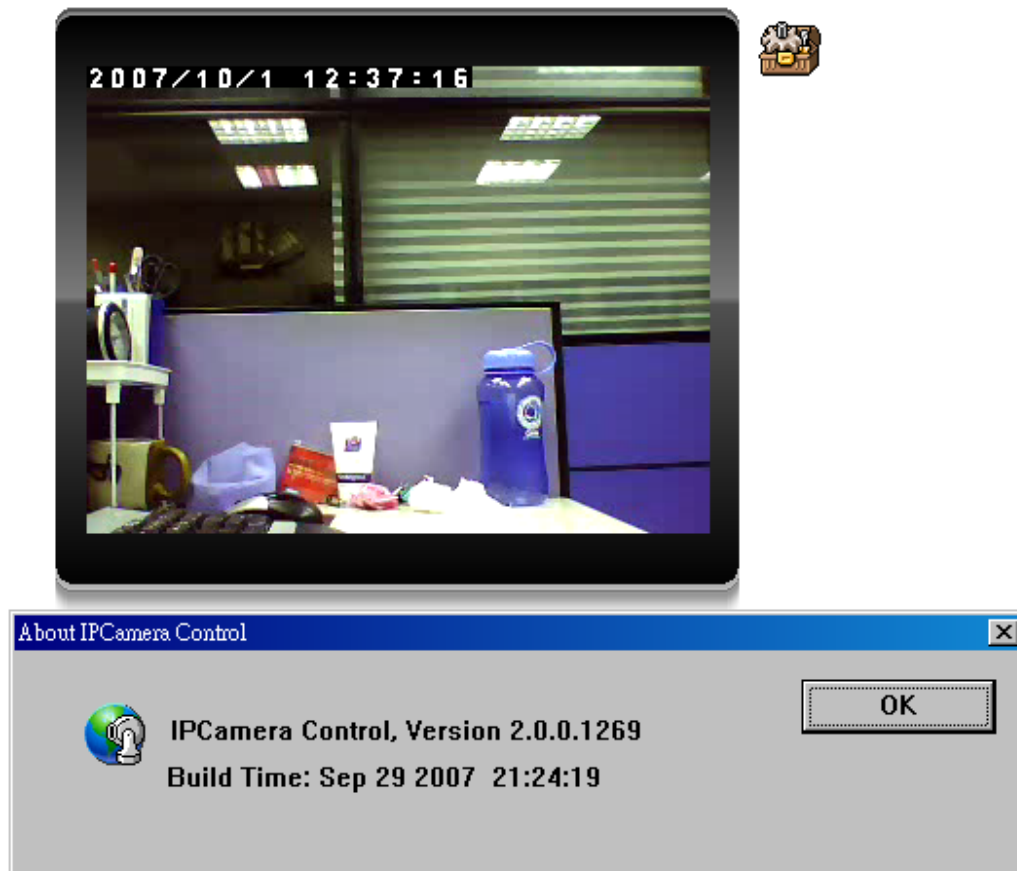 2007/10/1 12:37:16
About IPCamera Control
OK
IPCamera Control, Version 2.0.0.1269
Build Time: Sep 29 2007 21:24:19